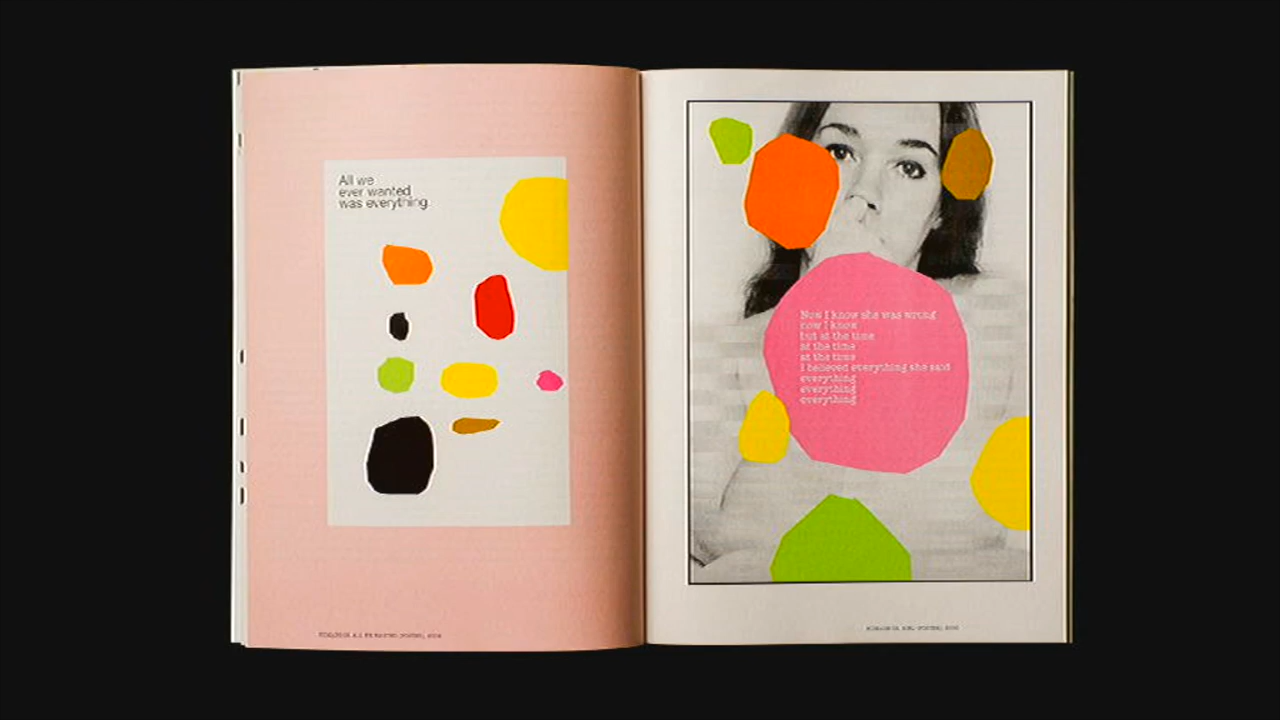 All we
ever wanted
was everything.
Now I know she was wrong
now I know
but at the time
at the time
at the time
I believed everything she said
everything
everything
everything